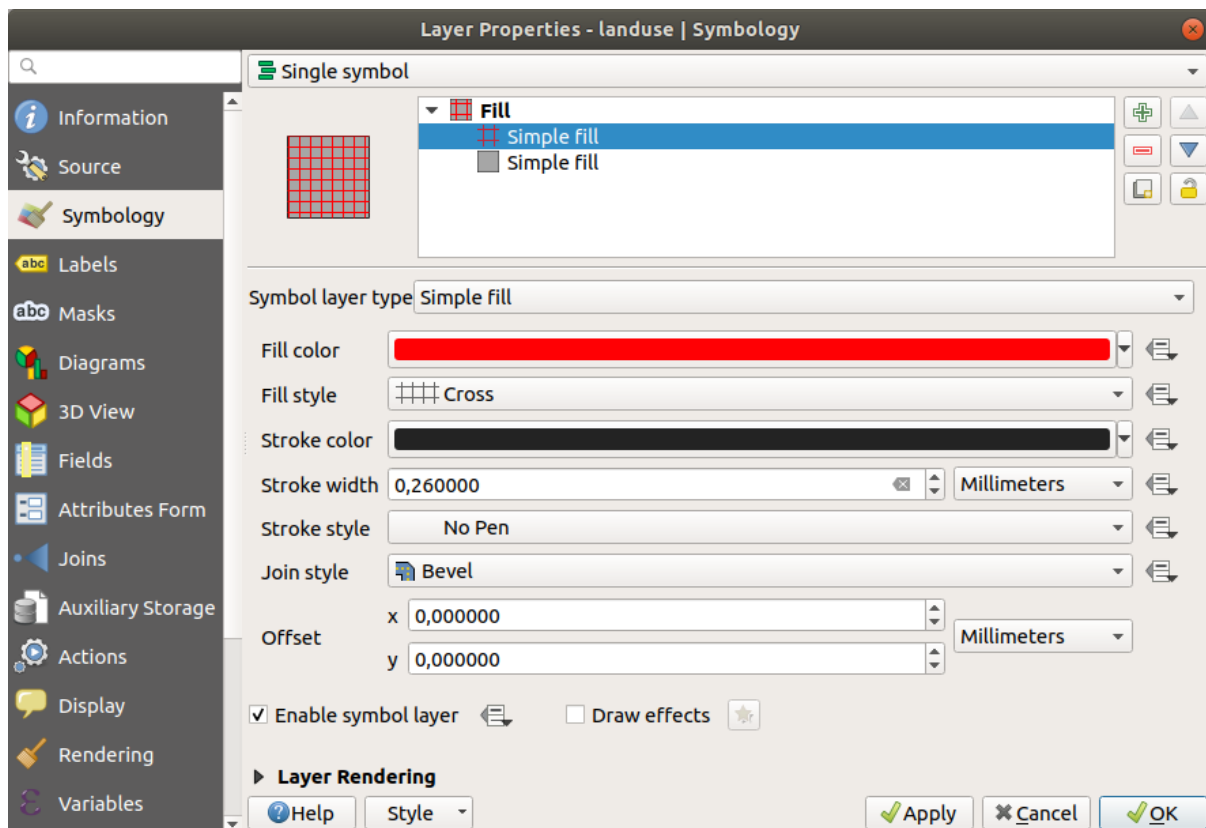 Layer Properties - landuse | Symbology
Single symbol
Information
Source
Symbology
abc Labels
abc Masks
Diagrams
3D View
Fields
Attributes Form
Joins
Auxiliary Storage
Actions
Display
Rendering
Variables
Fill
Simple fill
Simple fill
Symbol layer type Simple fill
Fill color
Fill style Cross
Stroke color
Stroke width 0,260000 Millimeters
Stroke style No Pen
Join style Bevel
Offset x 0,000000 Millimeters
y 0,000000
Enable symbol layer Draw effects
Layer Rendering
Help Style Apply Cancel OK